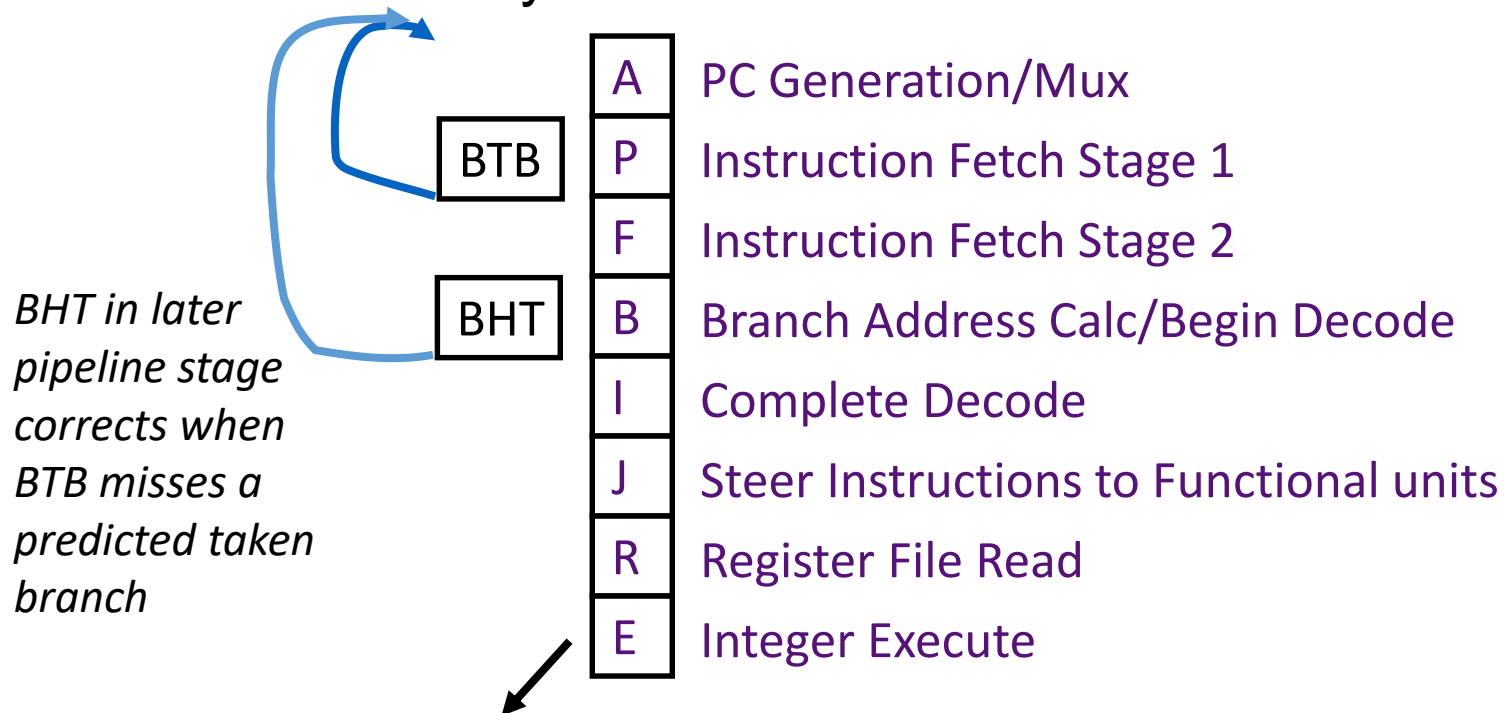 A PC Generation/Mux
BTB P Instruction Fetch Stage 1
F Instruction Fetch Stage 2
BHT B Branch Address Calc/Begin Decode
I Complete Decode
J Steer Instructions to Functional units
R Register File Read
E Integer Execute
BHT in later
pipeline stage
corrects when
BTB misses a
predicted taken
branch